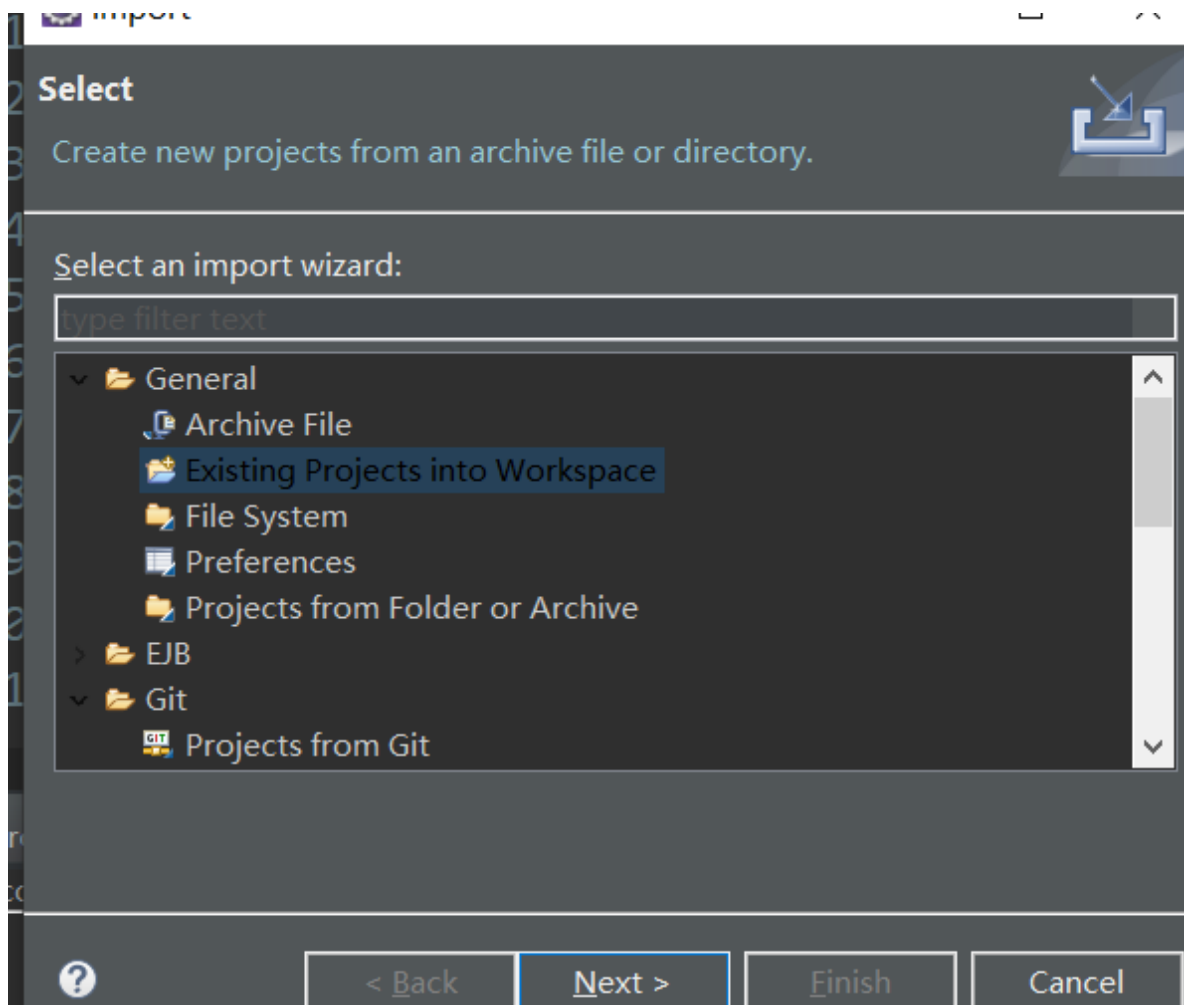 Import
Select
Create new projects from an archive file or directory.
Select an import wizard:
type filter text
General
Archive File
Existing Projects into Workspace
File System
Preferences
Projects from Folder or Archive
EJB
Git
Projects from Git
< Back
Next >
Finish
Cancel